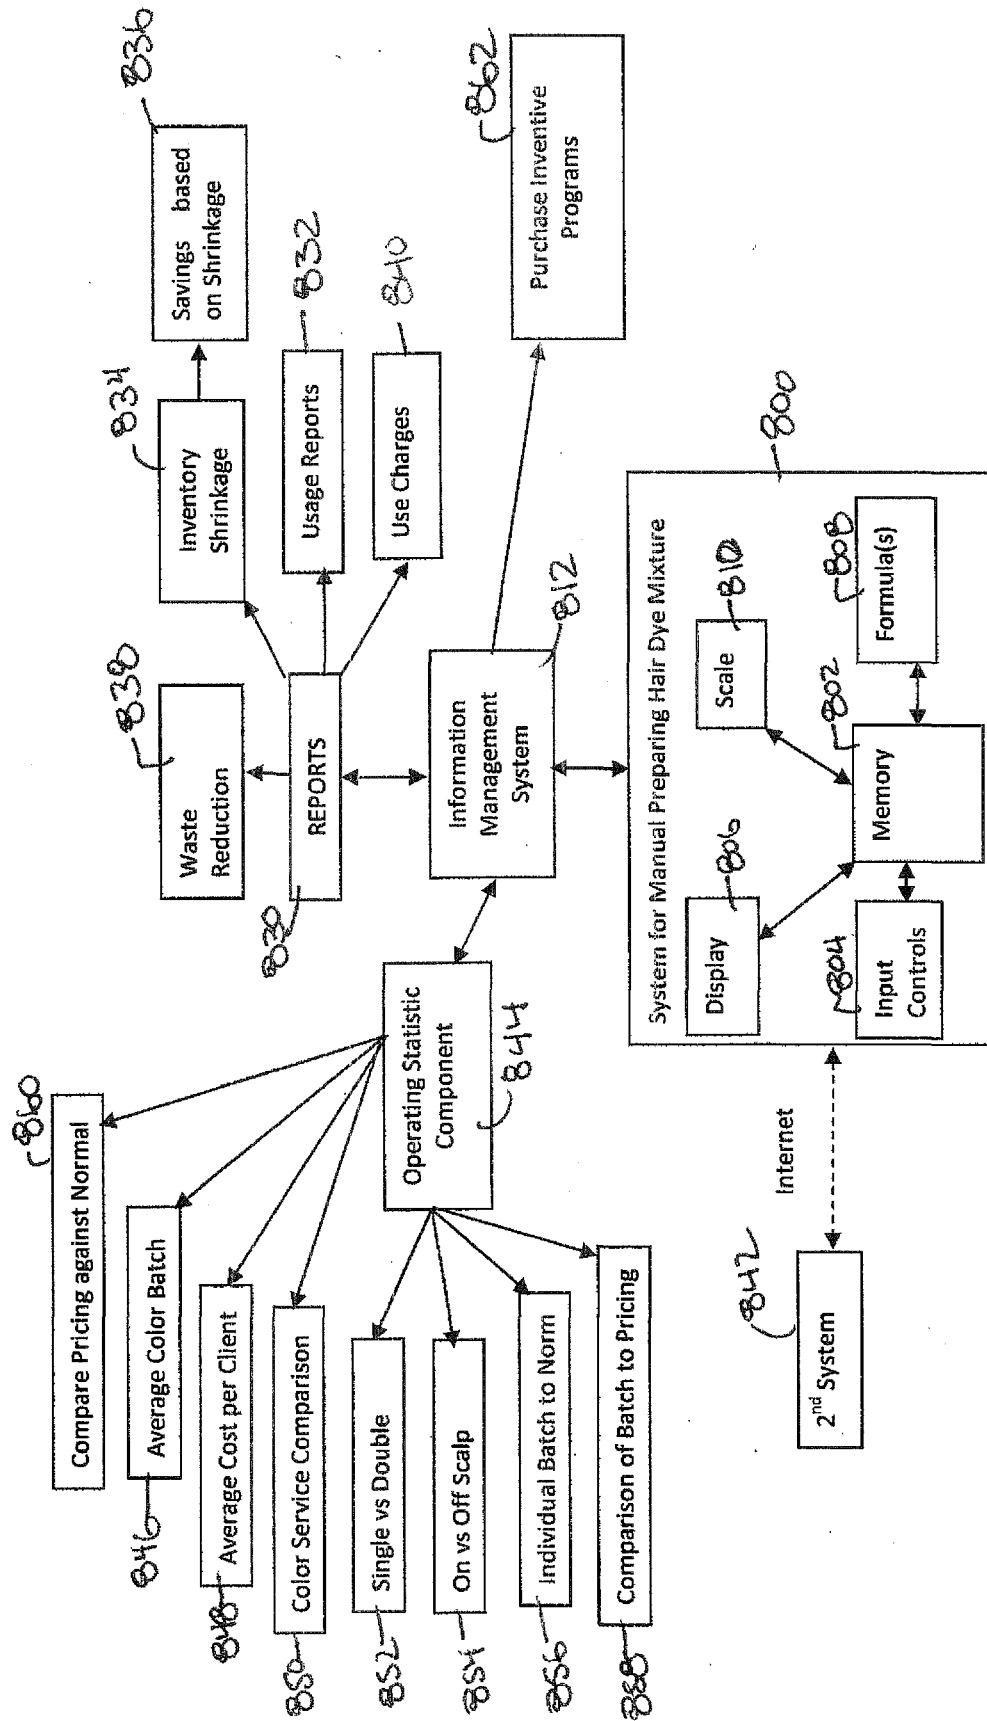 860
Compare Pricing against Normal
836
846
Average Color Batch
834
Savings based
on Shrinkage
838
Inventory
Shrinkage
Waste
Reduction
848
Average Cost per Client
850
Color Service Comparison
830
REPORTS
Usage Reports
832
852
Single vs Double
Use Charges
840
854
On vs Off Scalp
Operating Statistic
Component
844
Information
Management
System
812
862
Purchase Inventive
Programs
856
Individual Batch to Norm
858
Comparison of Batch to Pricing
System for Manual Preparing Hair Dye Mixture
800
842
Internet
Display
806
Scale
810
2nd System
804
Input
Controls
Memory
802
Formula(s)
808